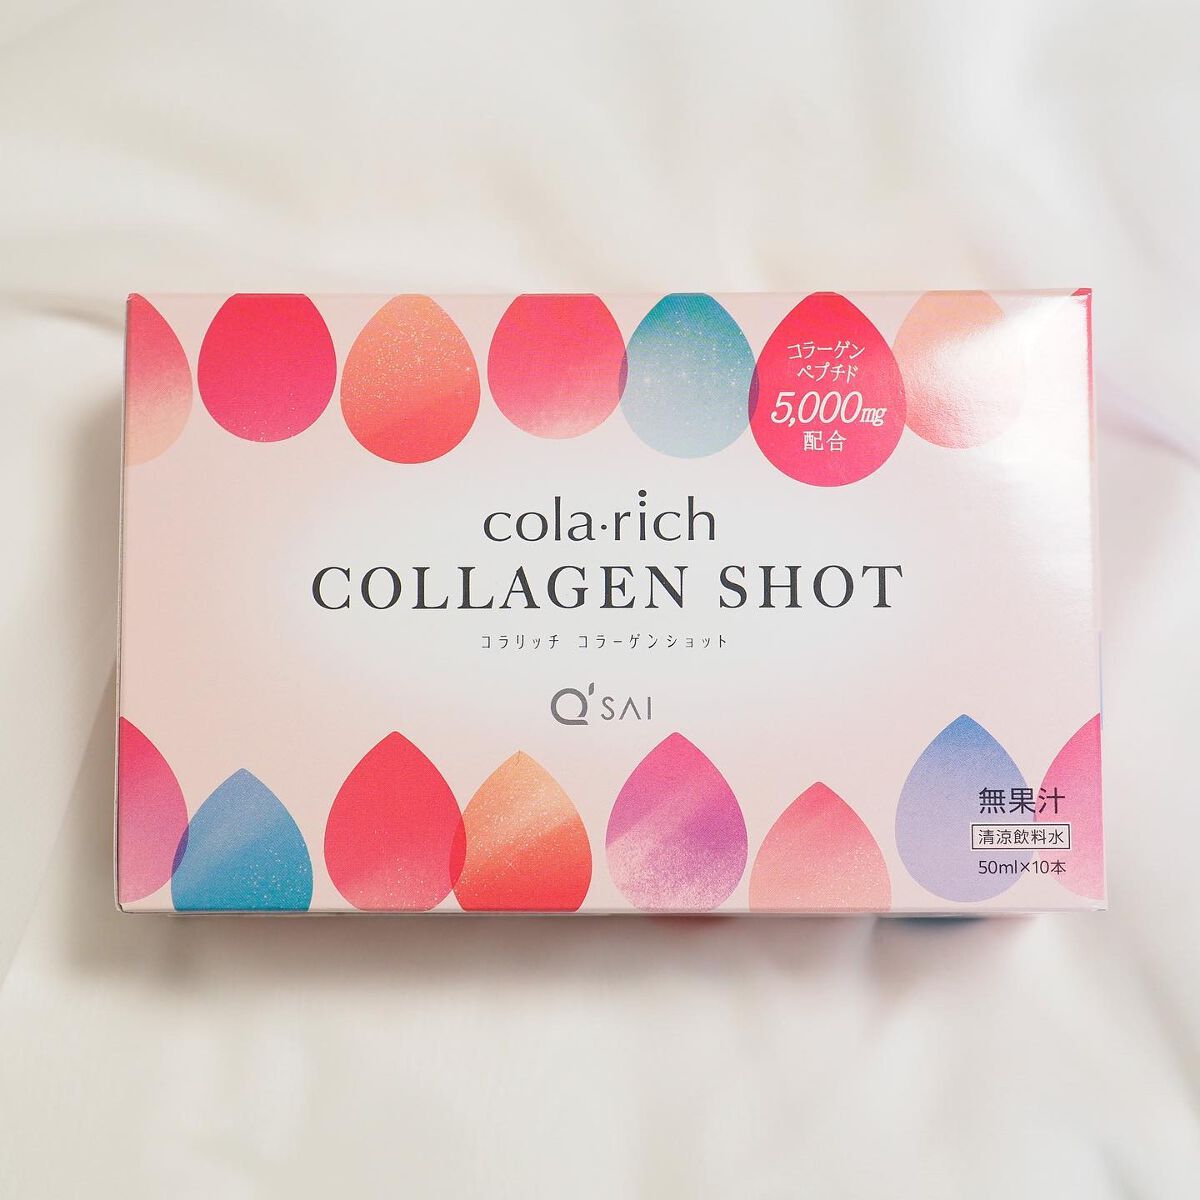 コラーゲン
ペプチド
5,000mg
配合
cola·rich
COLLAGEN SHOT
コラリッチ コラーゲンショット
Q'SAI
無果汁
清涼飲料水
50ml×10本